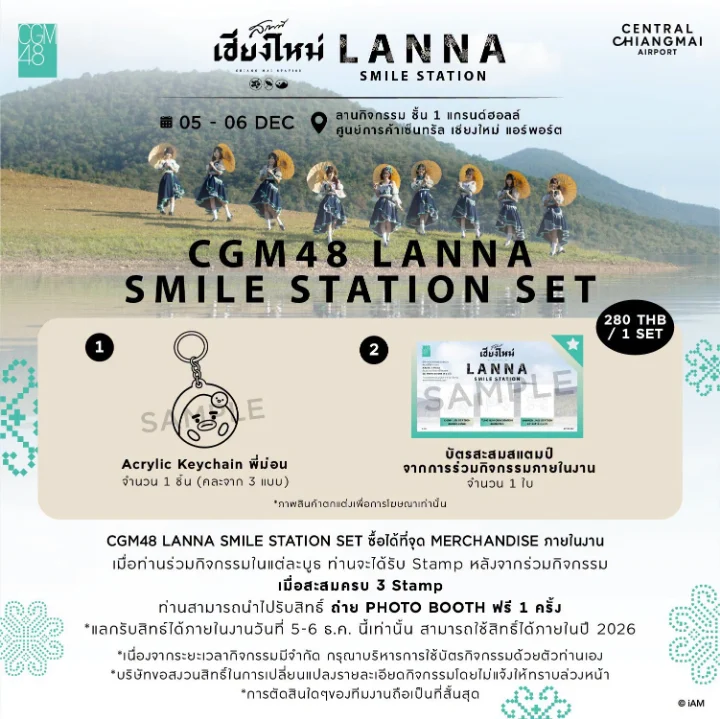 CGM
48
สถานี
เชียงใหม่
CHIANG MAI STATION
LANNA
SMILE STATION
CENTRAL
CHIANGMAI
AIRPORT
05 - 06 DEC
ลานกิจกรรม ชั้น 1 แกรนด์ฮอลล์
ศูนย์การค้าเซ็นทรัล เชียงใหม่ แอร์พอร์ต
CGM48 LANNA
SMILE STATION SET
280 THB
/ 1 SET
1
SAMPLE
Acrylic Keychain พี่ม่อน
จำนวน 1 ชิ้น (คละจาก 3 แบบ)
2
เชียงใหม่
LANNA
SMILE STATION
SAMPLE
บัตรสะสมสแตมป์
จากการร่วมกิจกรรมภายในงาน
จำนวน 1 ใบ
*ภาพสินค้าตกแต่งเพื่อการโฆษณาเท่านั้น
CGM48 LANNA SMILE STATION SET ซื้อได้ที่จุด MERCHANDISE ภายในงาน
เมื่อท่านร่วมกิจกรรมในแต่ละบูธ ท่านจะได้รับ Stamp หลังจากร่วมกิจกรรม
เมื่อสะสมครบ 3 Stamp
ท่านสามารถนำไปรับสิทธิ์ ถ่าย PHOTO BOOTH ฟรี 1 ครั้ง
*แลกรับสิทธ์ได้ภายในงานวันที่ 5-6 ธ.ค. นี้เท่านั้น สามารถใช้สิทธิ์ได้ภายในปี 2026
*เนื่องจากระยะเวลากิจกรรมมีจำกัด กรุณาบริหารการใช้บัตรกิจกรรมด้วยตัวท่านเอง
*บริษัทขอสงวนสิทธิ์ในการเปลี่ยนแปลงรายละเอียดกิจกรรมโดยไม่แจ้งให้ทราบล่วงหน้า
*การตัดสินใดๆของทีมงานถือเป็นที่สิ้นสุด
© iAM